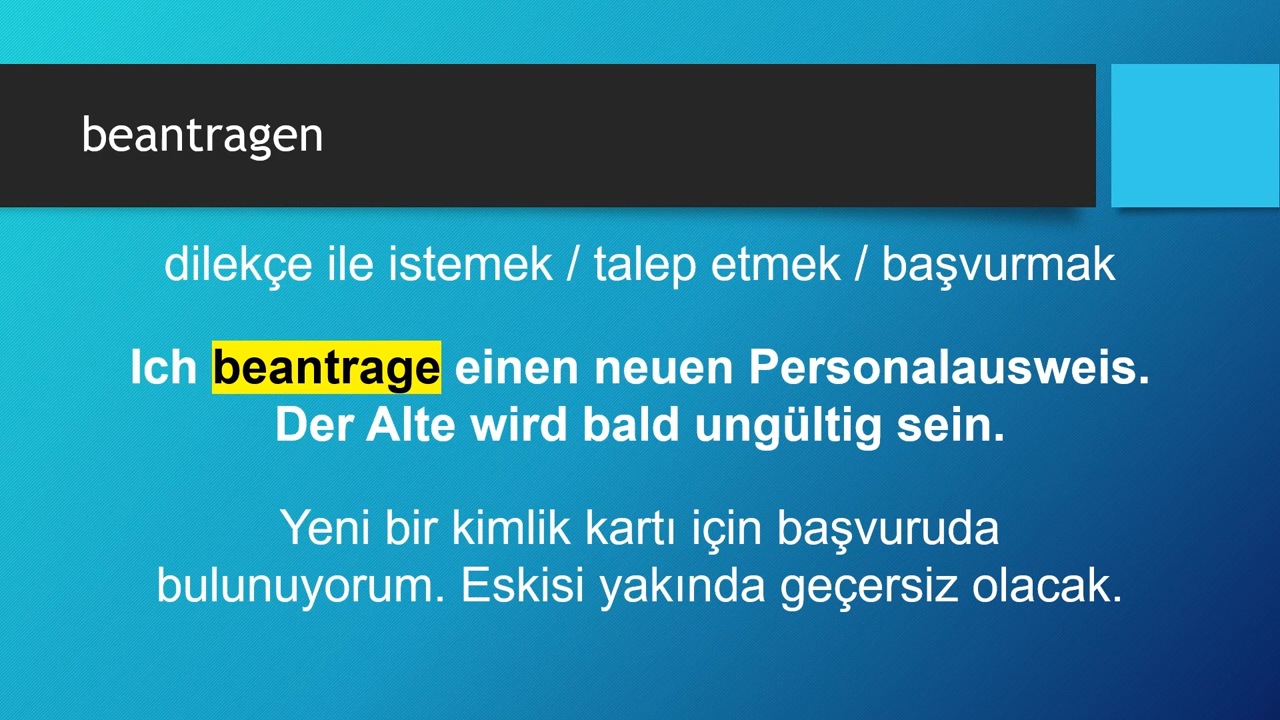 beantragen
dilekçe ile istemek / talep etmek / başvurmak
Ich beantrage einen neuen Personalausweis.
Der Alte wird bald ungültig sein.
Yeni bir kimlik kartı için başvuruda
bulunuyorum. Eskisi yakında geçersiz olacak.